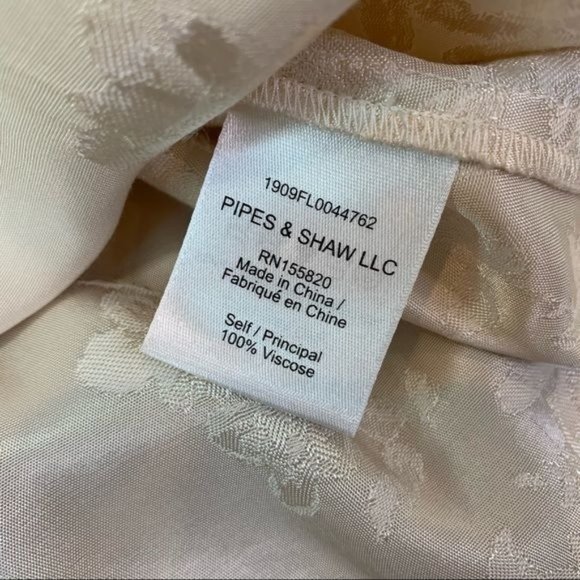 1909FL0044762
PIPES & SHAW LLC
RN155820
Made in China /
Fabriqué en Chine
Self / Principal
100% Viscose